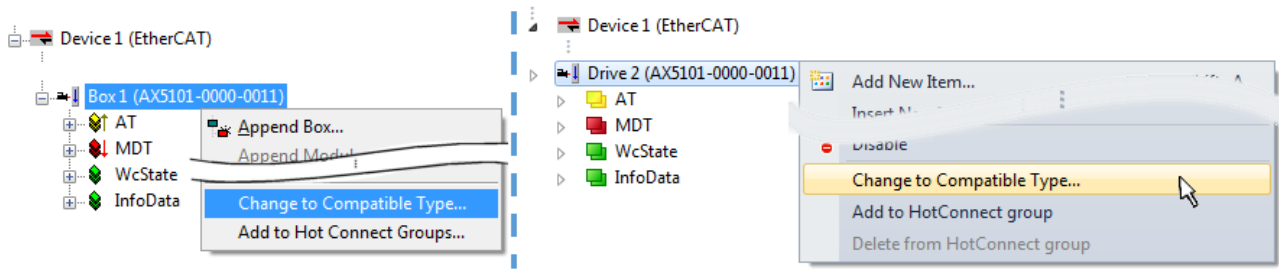 Device 1 (EtherCAT)
Box 1 (AX5101-0000-0011)
AT
MDT
WcState
InfoData
Append Box...
Append Modul
Change to Compatible Type...
Add to Hot Connect Groups...
Device 1 (EtherCAT)
Drive 2 (AX5101-0000-0011)
AT
MDT
WcState
InfoData
Add New Item...
Insert
Disable
Change to Compatible Type...
Add to HotConnect group
Delete from HotConnect group